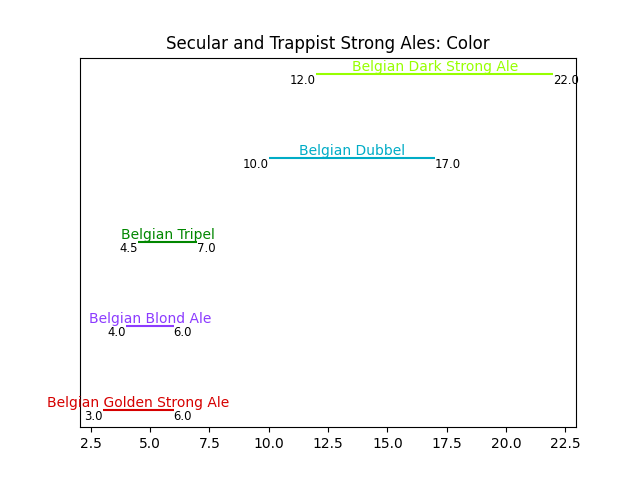 Secular and Trappist Strong Ales: Color
Belgian Dark Strong Ale
12.0 22.0
Belgian Dubbel
10.0 17.0
Belgian Tripel
4.5 7.0
Belgian Blond Ale
4.0 6.0
Belgian Golden Strong Ale
3.0 6.0
2.5 5.0 7.5 10.0 12.5 15.0 17.5 20.0 22.5